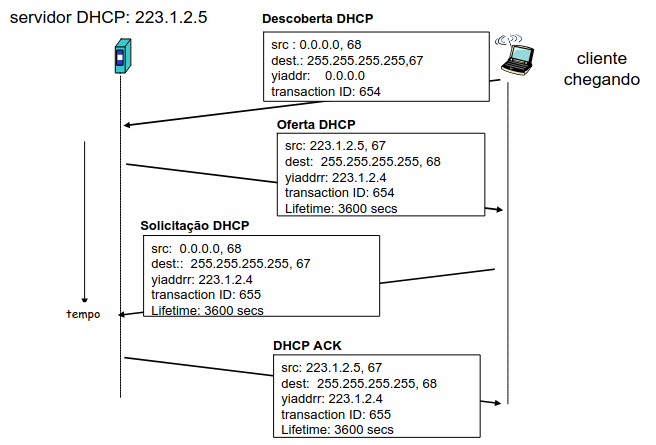 servidor DHCP: 223.1.2.5
Descoberta DHCP
src : 0.0.0.0, 68
dest.: 255.255.255.255,67
yiaddr: 0.0.0.0
transaction ID: 654
cliente
chegando
Oferta DHCP
src: 223.1.2.5, 67
dest: 255.255.255.255, 68
yiaddrr: 223.1.2.4
transaction ID: 654
Lifetime: 3600 secs
Solicitação DHCP
src: 0.0.0.0, 68
dest:: 255.255.255.255, 67
yiaddrr: 223.1.2.4
transaction ID: 655
Lifetime: 3600 secs
tempo
DHCP ACK
src: 223.1.2.5, 67
dest: 255.255.255.255, 68
yiaddrr: 223.1.2.4
transaction ID: 655
Lifetime: 3600 secs